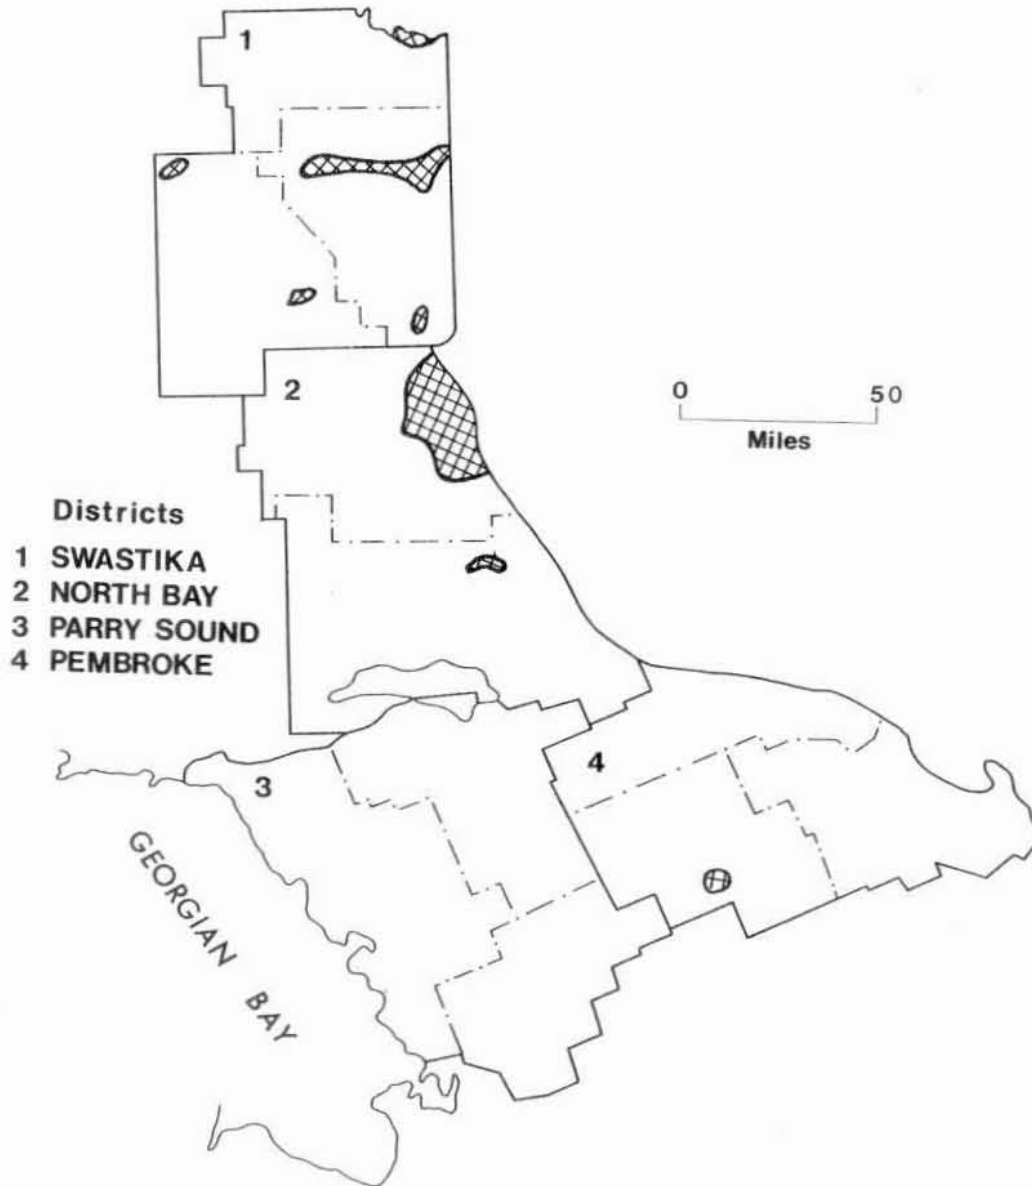 1
2
0 50
Miles
Districts
1 SWASTIKA
2 NORTH BAY
3 PARRY SOUND
4 PEMBROKE
3
4
GEORGIAN BAY